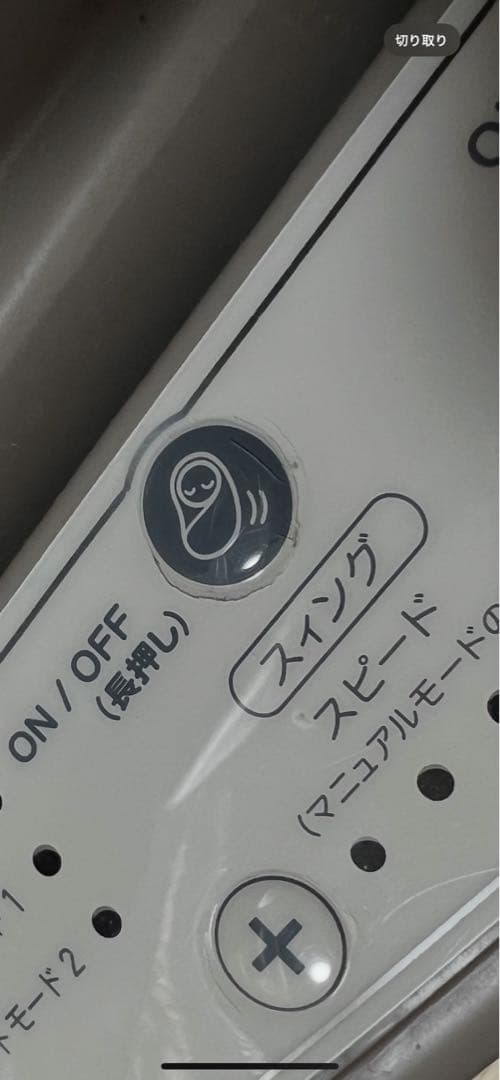 切り取り
ON / OFF
(長押し)
スイング
スピード
(マニュアルモードの
1
モード2